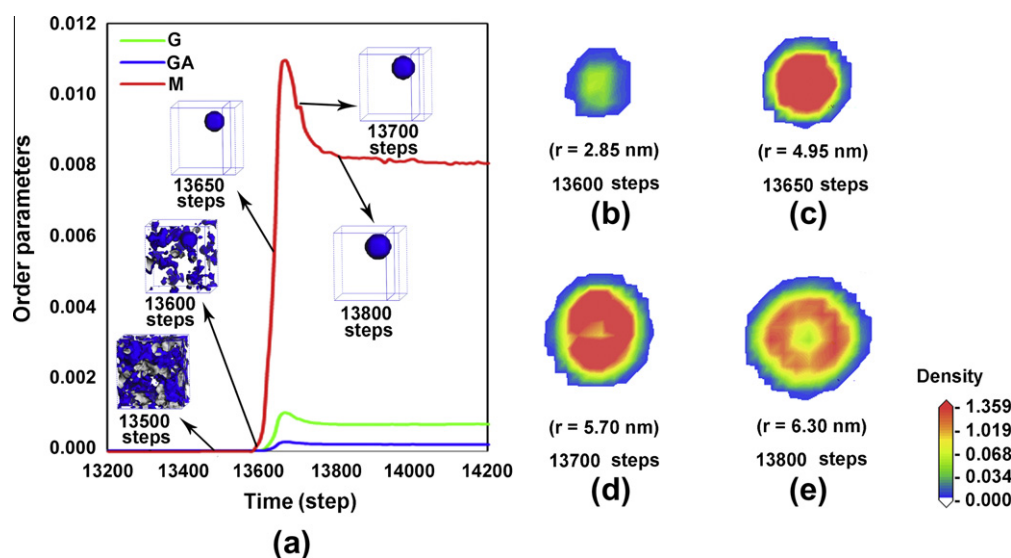 0.012
0.010
0.008
0.006
0.004
0.002
0.000
Order parameters
G
GA
M
13650
steps
13700
steps
13600
steps
13800
steps
13500
steps
13200 13400 13600 13800 14000 14200
Time (step)
(a)
(r = 2.85 nm)
13600 steps
(b)
(r = 4.95 nm)
13650 steps
(c)
(r = 5.70 nm)
13700 steps
(d)
(r = 6.30 nm)
13800 steps
(e)
Density
1.359
1.019
0.068
0.034
0.000